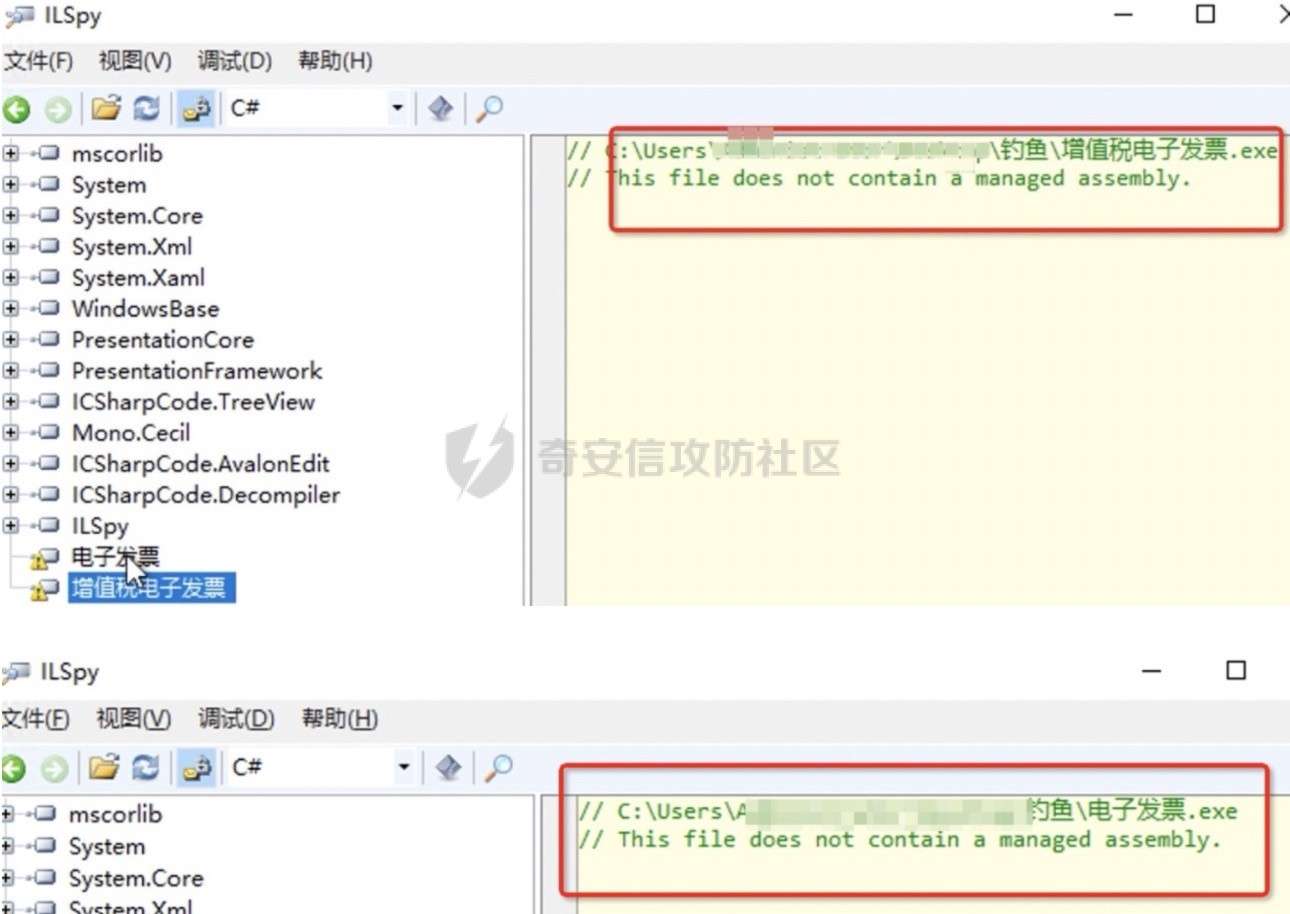 ILSpy
文件(F) 视图(V) 调试(D) 帮助(H)
C#
mscorlib
System
System.Core
System.Xml
System.Xaml
WindowsBase
PresentationCore
PresentationFramework
ICSharpCode.TreeView
Mono.Cecil
ICSharpCode.AvalonEdit
ICSharpCode.Decompiler
ILSpy
电子发票
增值税电子发票
// C:\Users\ \钓鱼\增值税电子发票.exe
// This file does not contain a managed assembly.
奇安信攻防社区
ILSpy
文件(F) 视图(V) 调试(D) 帮助(H)
C#
mscorlib
System
System.Core
System.Xml
// C:\Users\A 钓鱼\电子发票.exe
// This file does not contain a managed assembly.